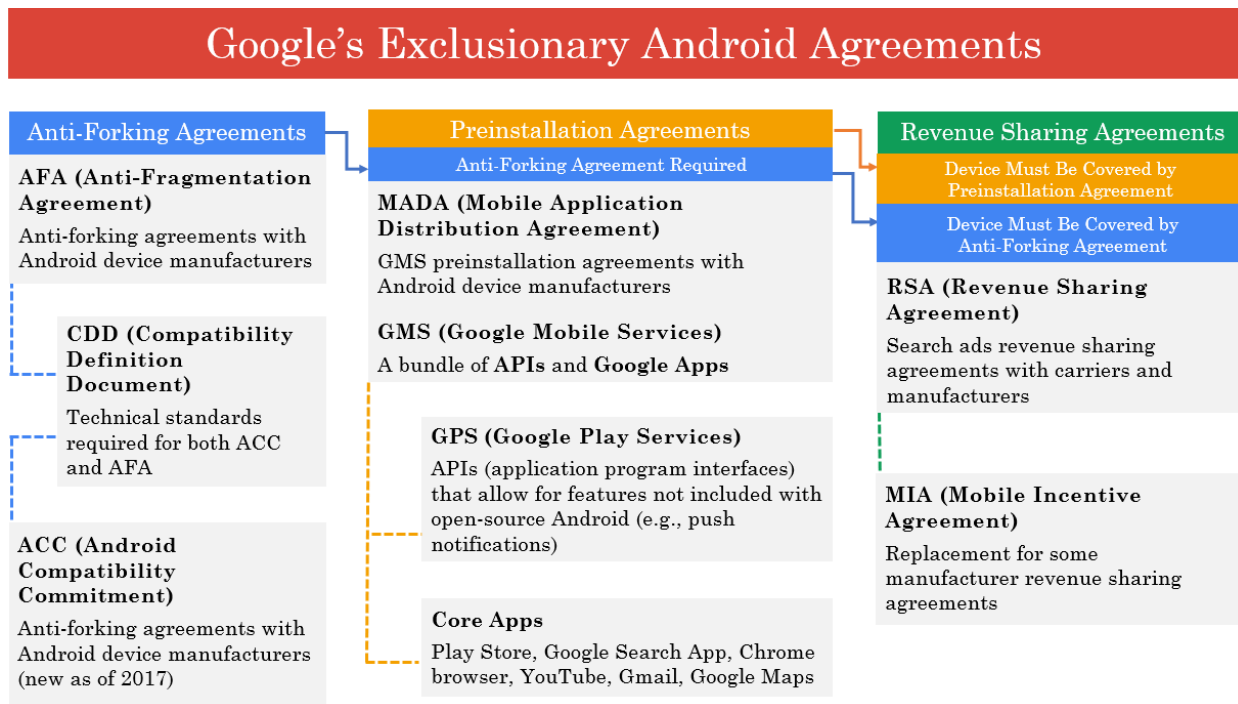 Google’s Exclusionary Android Agreements
Anti-Forking Agreements
AFA (Anti-Fragmentation
Agreement)
Anti-forking agreements with
Android device manufacturers
CDD (Compatibility
Definition
Document)
Technical standards
required for both ACC
and AFA
ACC (Android
Compatibility
Commitment)
Anti-forking agreements with
Android device manufacturers
(new as of 2017)
Preinstallation Agreements
Anti-Forking Agreement Required
MADA (Mobile Application
Distribution Agreement)
GMS preinstallation agreements with
Android device manufacturers
GMS (Google Mobile Services)
A bundle of APIs and Google Apps
GPS (Google Play Services)
APIs (application program interfaces)
that allow for features not included with
open-source Android (e.g., push
notifications)
Core Apps
Play Store, Google Search App, Chrome
browser, YouTube, Gmail, Google Maps
Revenue Sharing Agreements
Device Must Be Covered by
Preinstallation Agreement
Device Must Be Covered by
Anti-Forking Agreement
RSA (Revenue Sharing
Agreement)
Search ads revenue sharing
agreements with carriers and
manufacturers
MIA (Mobile Incentive
Agreement)
Replacement for some
manufacturer revenue sharing
agreements